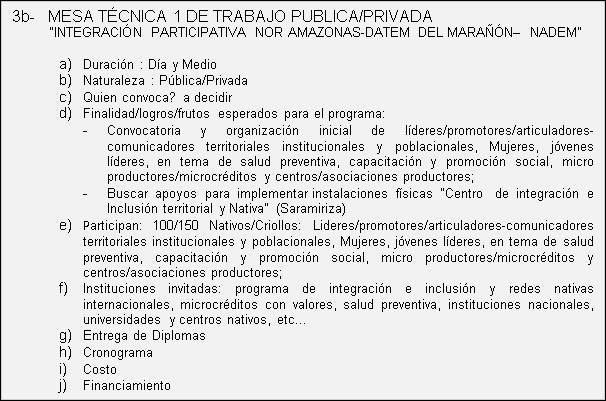 3b- MESA TÉCNICA 1 DE TRABAJO PUBLICA/PRIVADA
"INTEGRACIÓN PARTICIPATIVA NOR AMAZONAS-DATEM DEL MARAÑÓN– NADEM"
a) Duración : Día y Medio
b) Naturaleza : Pública/Privada
c) Quien convoca? a decidir
d) Finalidad/logros/frutos esperados para el programa:
- Convocatoria y organización inicial de líderes/promotores/articuladores-
comunicadores territoriales institucionales y poblacionales, Mujeres, jóvenes
líderes, en tema de salud preventiva, capacitación y promoción social, micro
productores/microcréditos y centros/asociaciones productores;
- Buscar apoyos para implementar instalaciones físicas "Centro de integración e
Inclusión territorial y Nativa" (Saramiriza)
e) Participan: 100/150 Nativos/Criollos: Lideres/promotores/articuladores-comunicadores
territoriales institucionales y poblacionales, Mujeres, jóvenes líderes, en tema de salud
preventiva, capacitación y promoción social, micro productores/microcréditos y
centros/asociaciones productores;
f) Instituciones invitadas: programa de integración e inclusión y redes nativas
internacionales, microcréditos con valores, salud preventiva, instituciones nacionales,
universidades y centros nativos, etc...
g) Entrega de Diplomas
h) Cronograma
i) Costo
j) Financiamiento